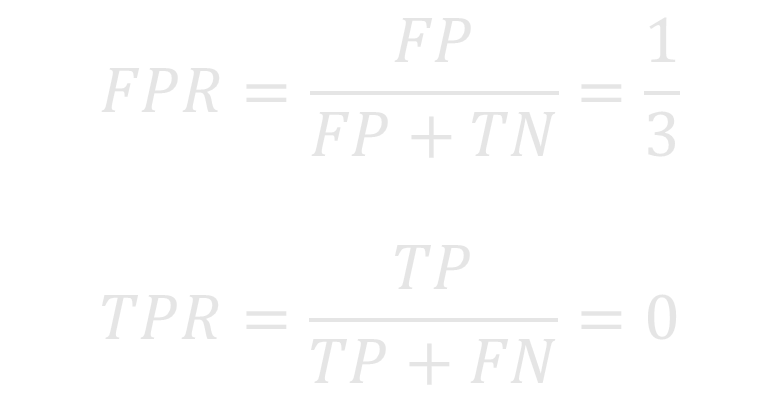 FPR = FP / (FP + TN) = 1/3
TPR = TP / (TP + FN) = 0